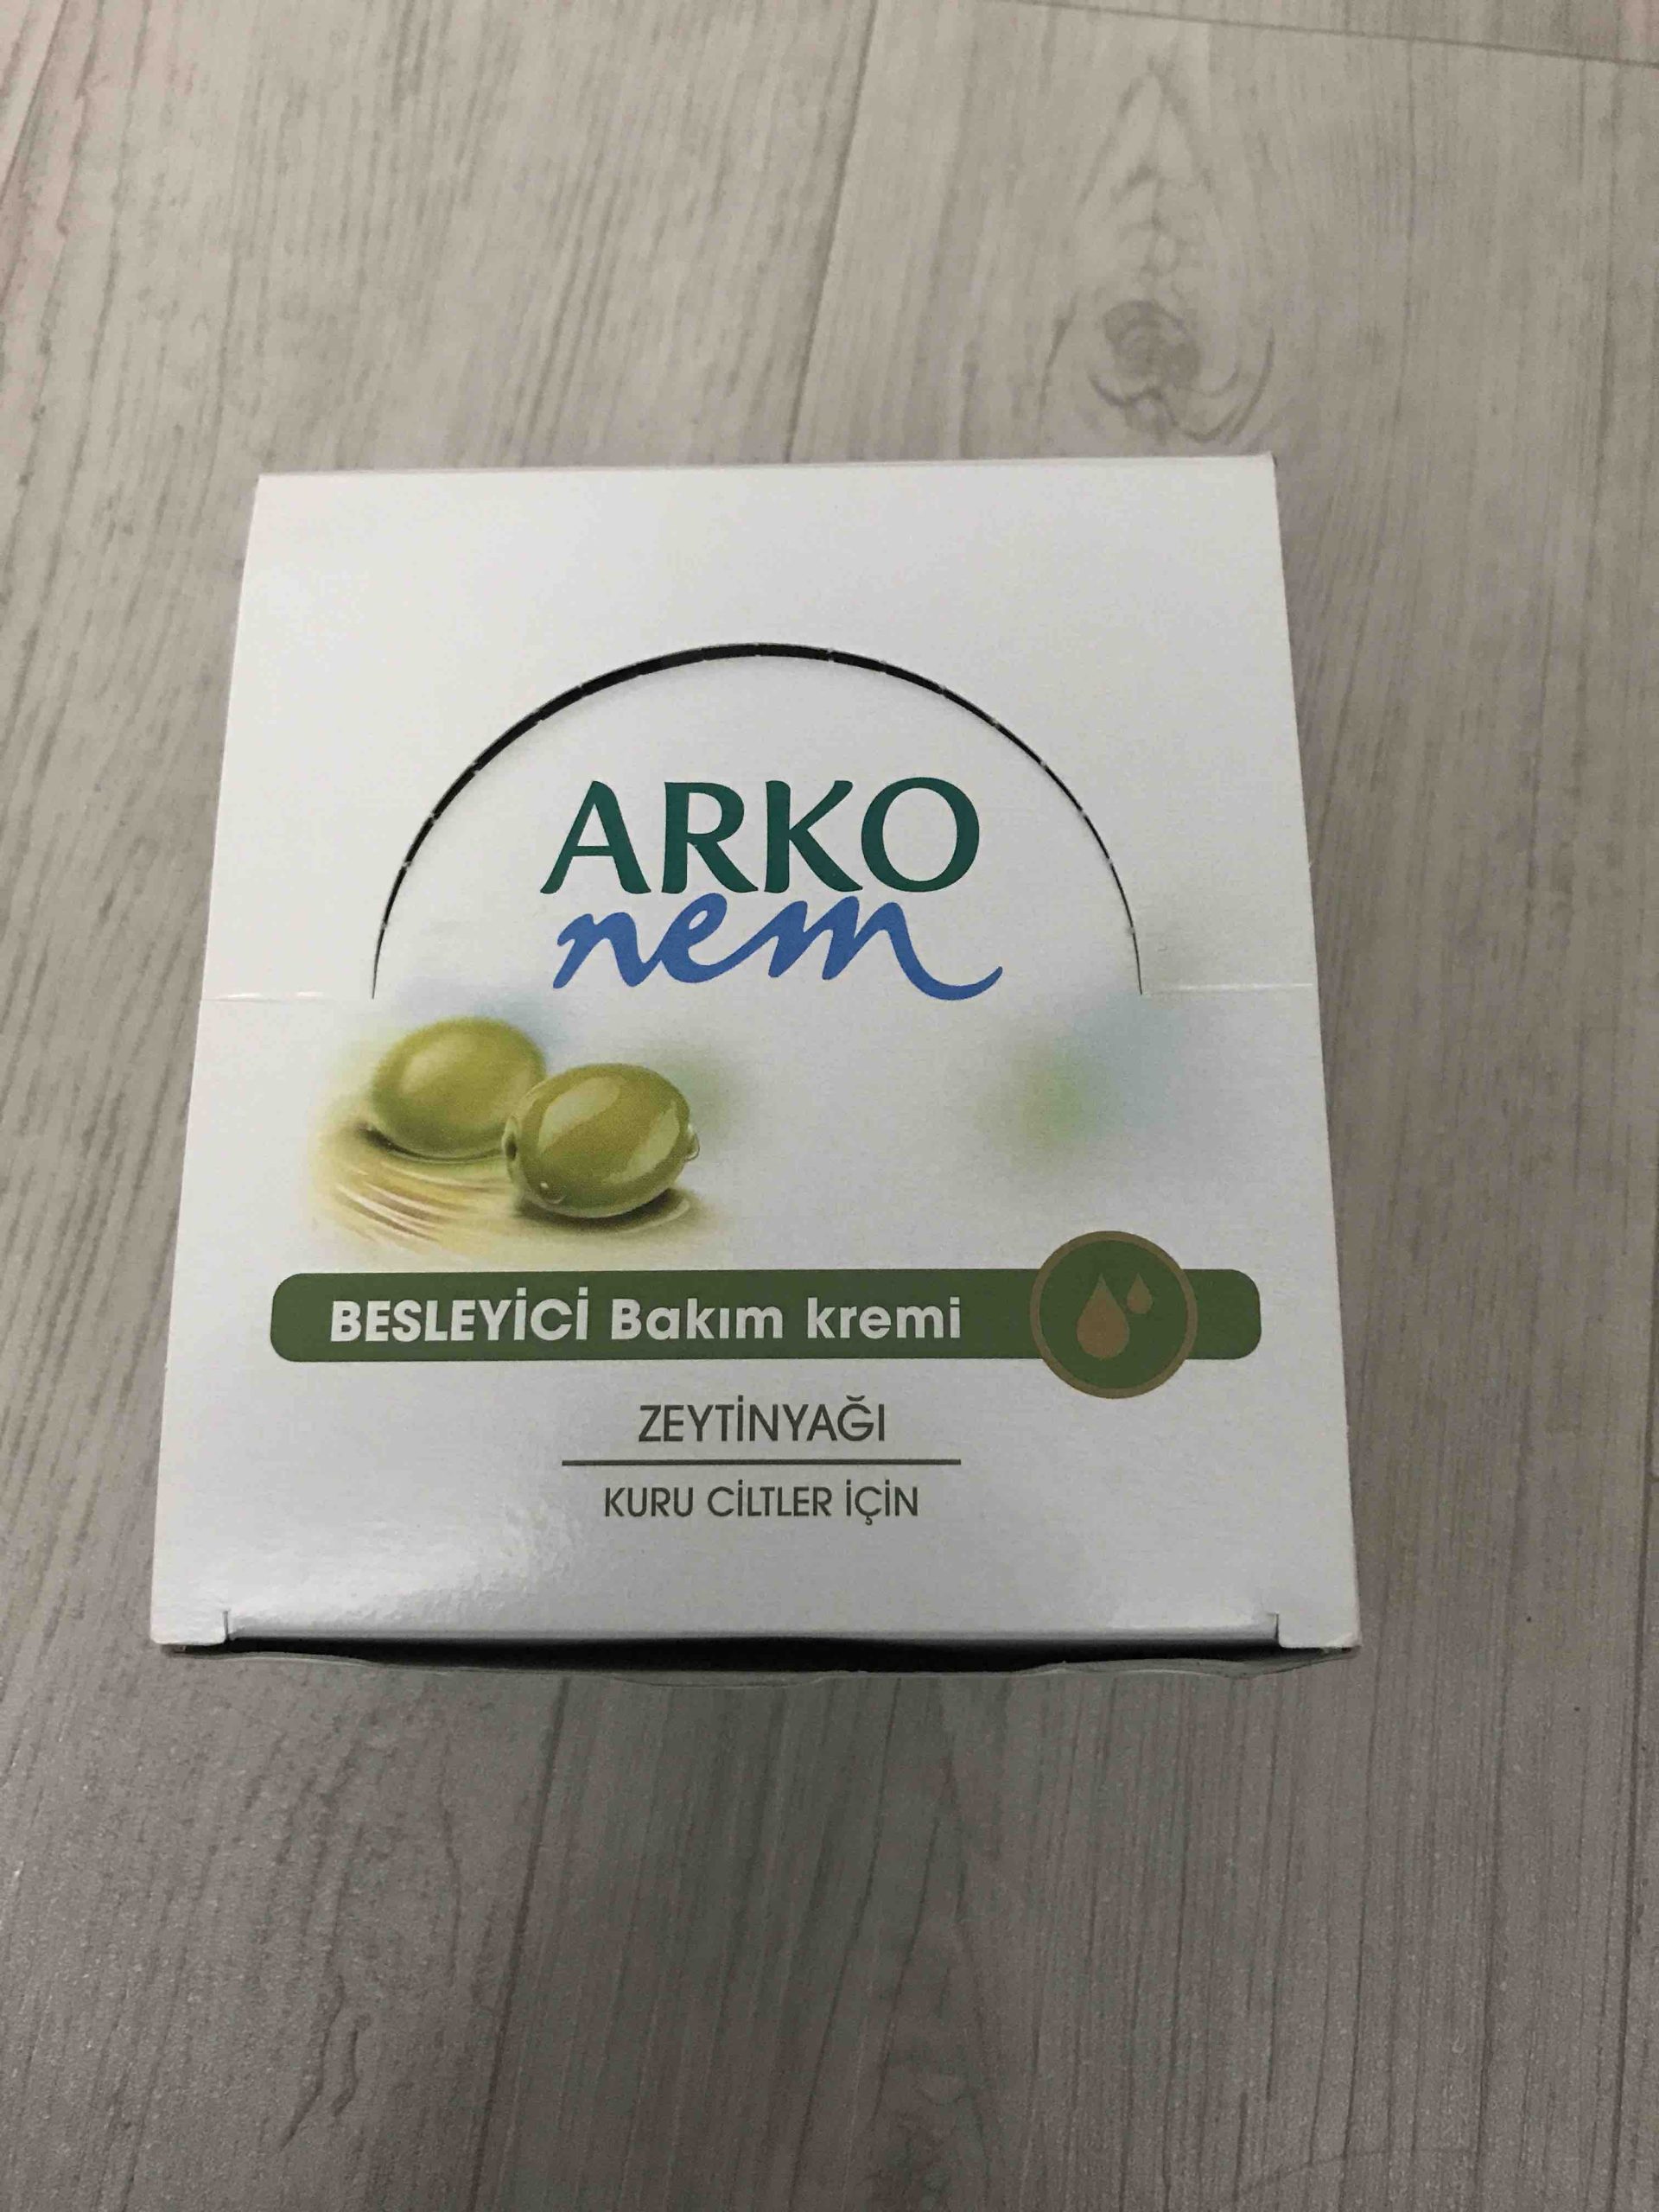 ARKO
nem
BESLEYİCİ Bakım kremi
ZEYTİNYAĞI
KURU CİLTLER İÇİN